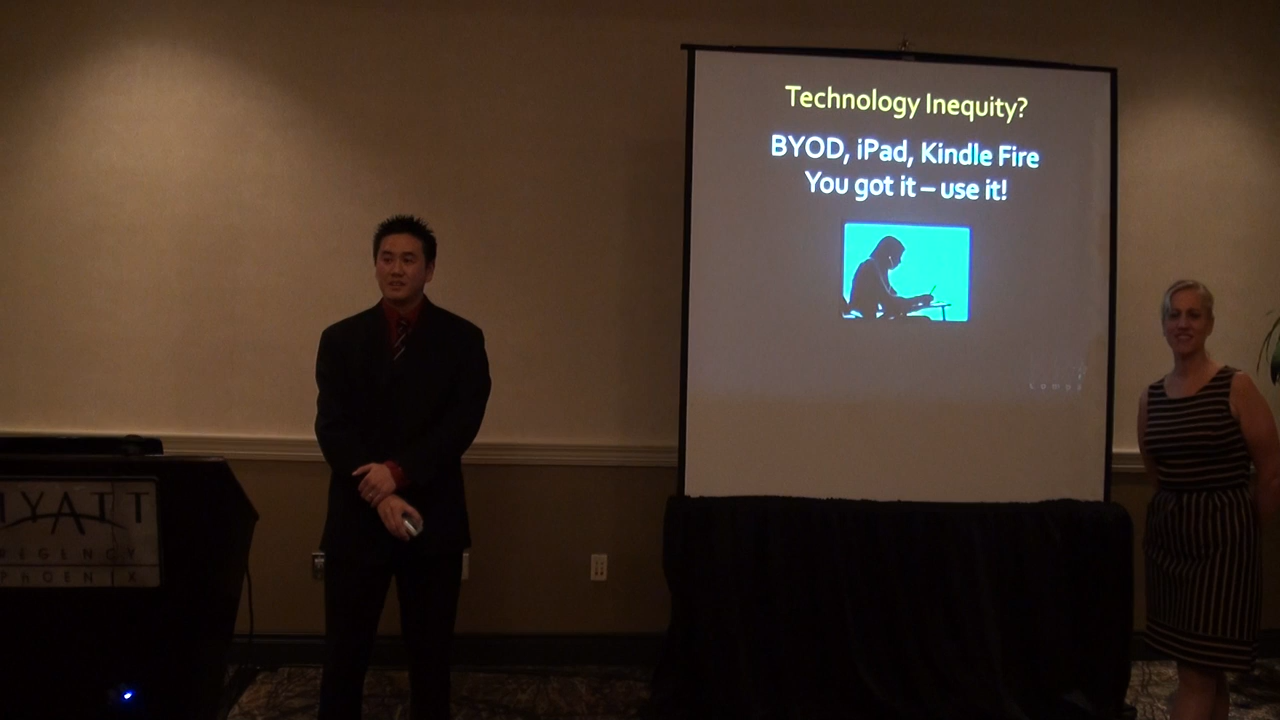 Technology Inequity?
BYOD, iPad, Kindle Fire
You got it – use it!
HYATT
REGENCY
PHOENIX